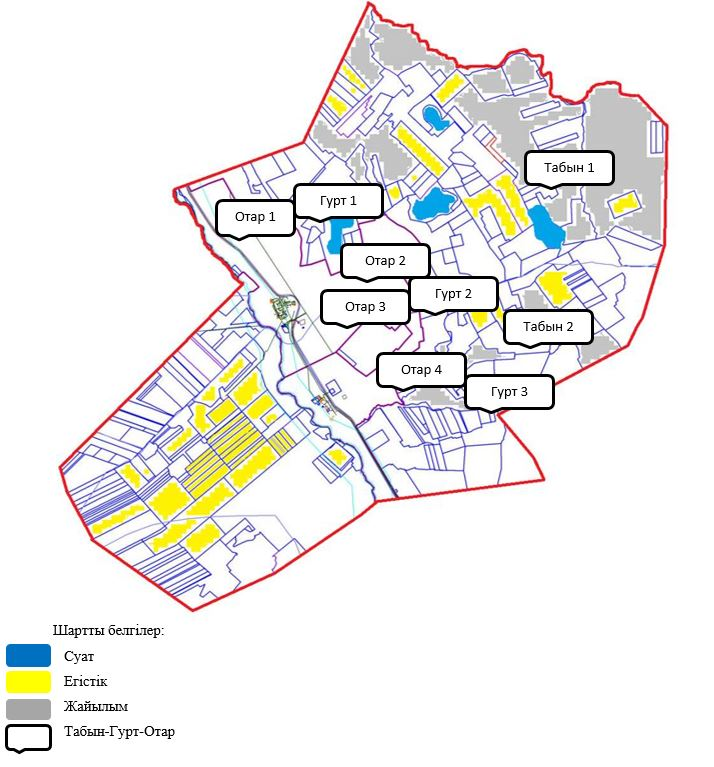 Табын 1
Гурт 1
Отар 1
Отар 2
Гурт 2
Отар 3
Табын 2
Отар 4
Гурт 3
Шартты белгілер:
Суат
Егістік
Жайылым
Табын-Гурт-Отар